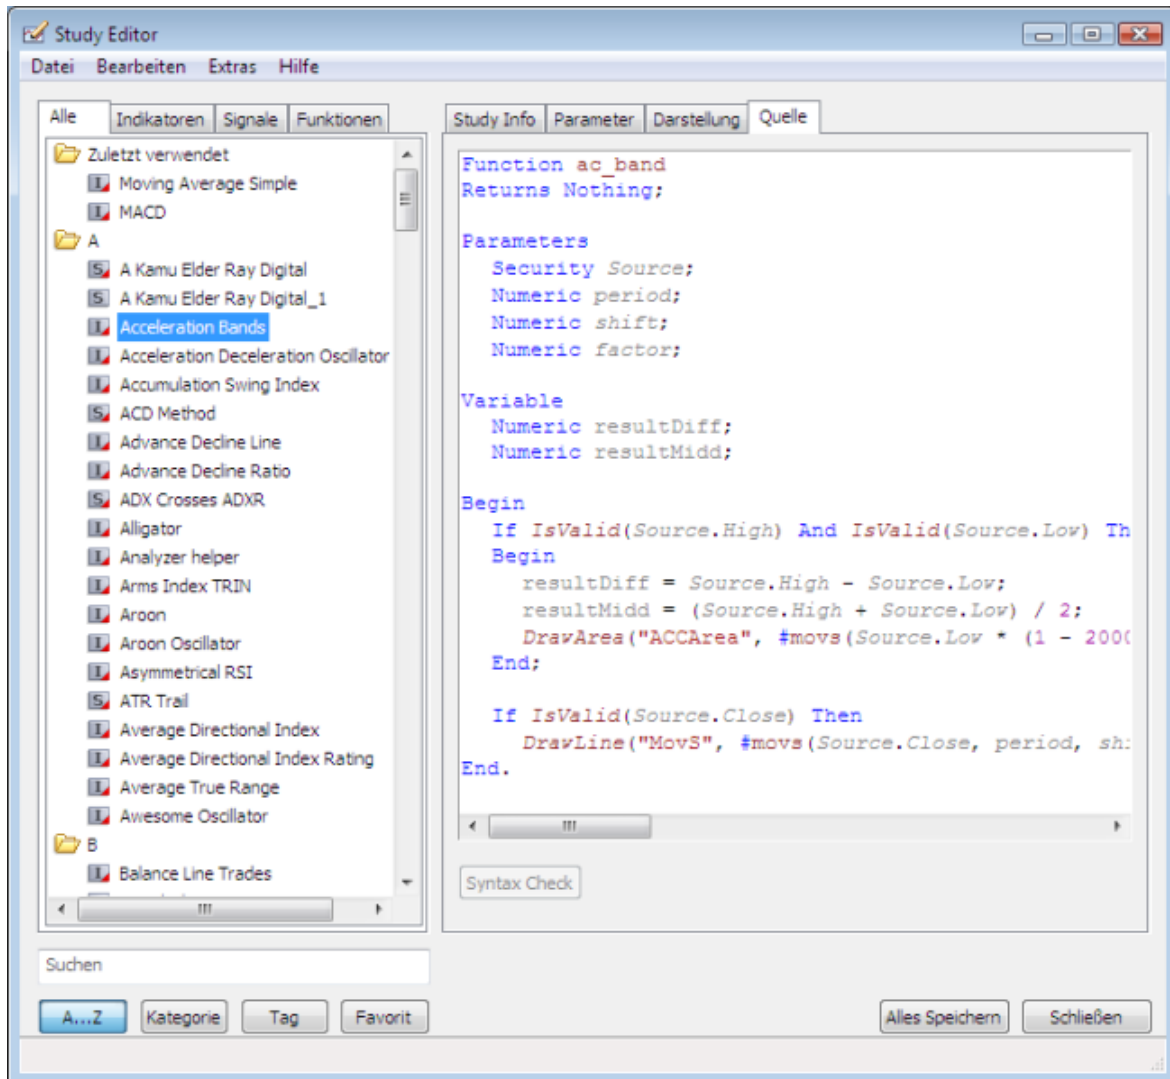 Study Editor
Datei Bearbeiten Extras Hilfe
Alle Indikatoren Signale Funktionen
Zuletzt verwendet
Moving Average Simple
MACD
A
A Kamu Elder Ray Digital
A Kamu Elder Ray Digital_1
Acceleration Bands
Acceleration Deceleration Oscillator
Accumulation Swing Index
ACD Method
Advance Decline Line
Advance Decline Ratio
ADX Crosses ADXR
Alligator
Analyzer helper
Arms Index TRIN
Aroon
Aroon Oscillator
Asymmetrical RSI
ATR Trail
Average Directional Index
Average Directional Index Rating
Average True Range
Awesome Oscillator
B
Balance Line Trades
Suchen
A...Z Kategorie Tag Favorit
Study Info Parameter Darstellung Quelle
Function ac_band
Returns Nothing;
Parameters
Security Source;
Numeric period;
Numeric shift;
Numeric factor;
Variable
Numeric resultDiff;
Numeric resultMidd;
Begin
If IsValid(Source.High) And IsValid(Source.Low) Th
Begin
resultDiff = Source.High - Source.Low;
resultMidd = (Source.High + Source.Low) / 2;
DrawArea("ACCArea", #movs(Source.Low * (1 - 2000
End;
If IsValid(Source.Close) Then
DrawLine("MovS", #movs(Source.Close, period, sh
End.
Syntax Check
Alles Speichern Schließen